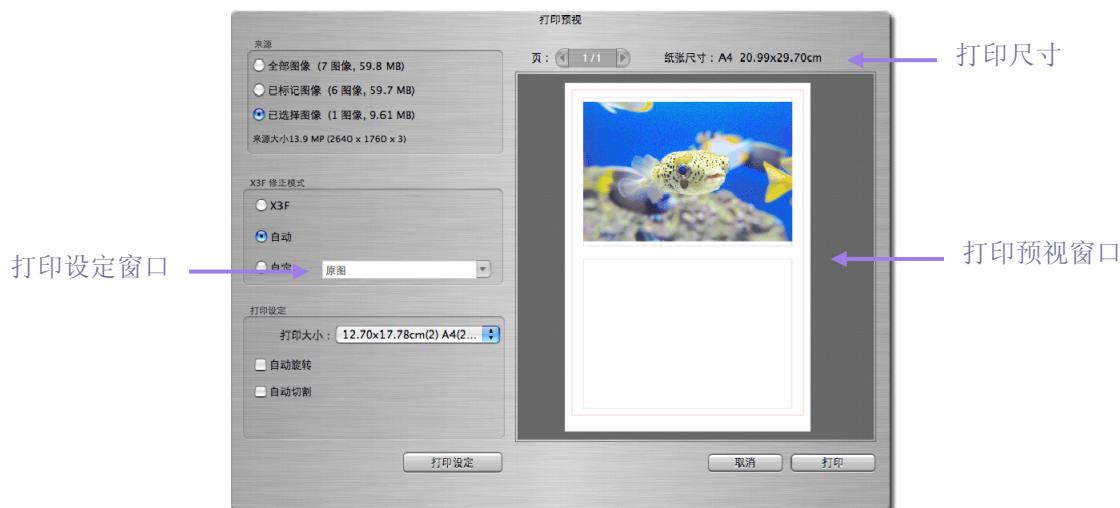 打印预视
来源
全部图像 (7 图像, 59.8 MB)
已标记图像 (6 图像, 59.7 MB)
已选择图像 (1 图像, 9.61 MB)
来源大小13.9 MP (2640 x 1760 x 3)
X3F 修正模式
X3F
自动
自定
原图
打印设定
打印大小： 12.70x17.78cm(2) A4(2...
自动旋转
自动切割
打印设定
页： 1/1 纸张尺寸：A4 20.99x29.70cm
取消 打印
打印尺寸
打印设定窗口
打印预视窗口